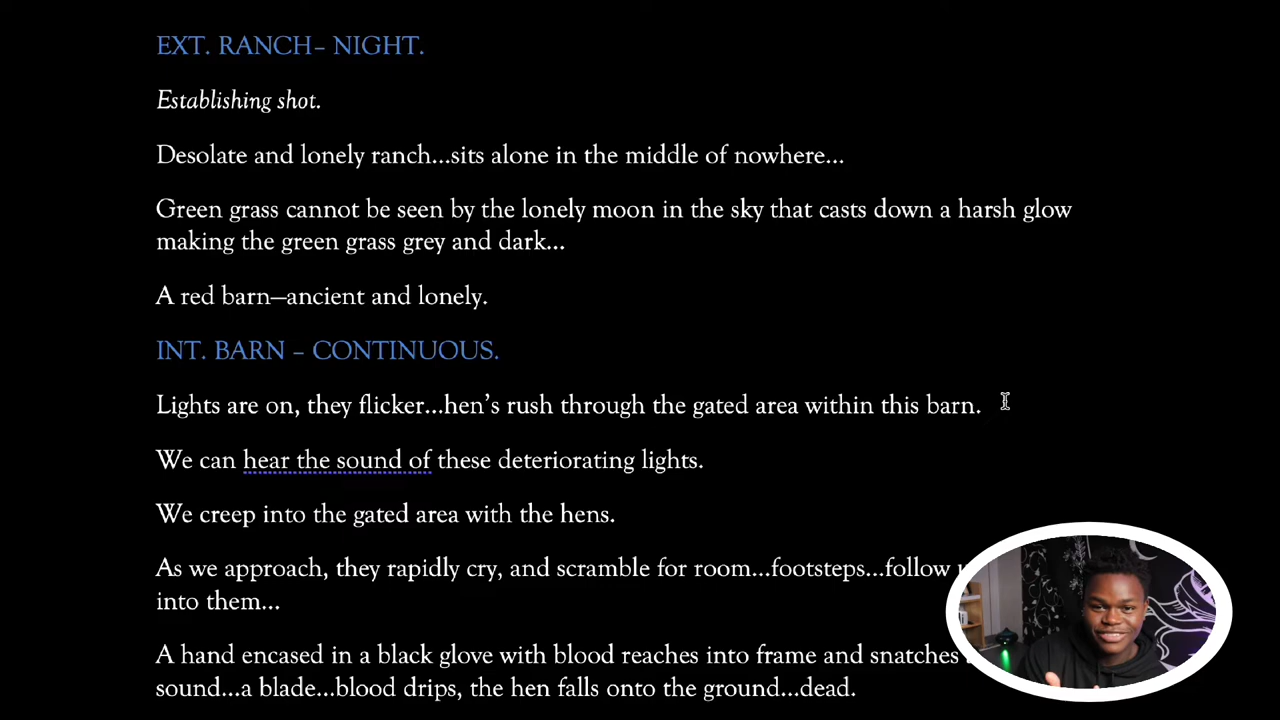 EXT. RANCH– NIGHT.
Establishing shot.
Desolate and lonely ranch...sits alone in the middle of nowhere...
Green grass cannot be seen by the lonely moon in the sky that casts down a harsh glow
making the green grass grey and dark...
A red barn—ancient and lonely.
INT. BARN – CONTINUOUS.
Lights are on, they flicker...hen’s rush through the gated area within this barn.
We can hear the sound of these deteriorating lights.
We creep into the gated area with the hens.
As we approach, they rapidly cry, and scramble for room...footsteps...follow
into them...
A hand encased in a black glove with blood reaches into frame and snatches
sound...a blade...blood drips, the hen falls onto the ground...dead.